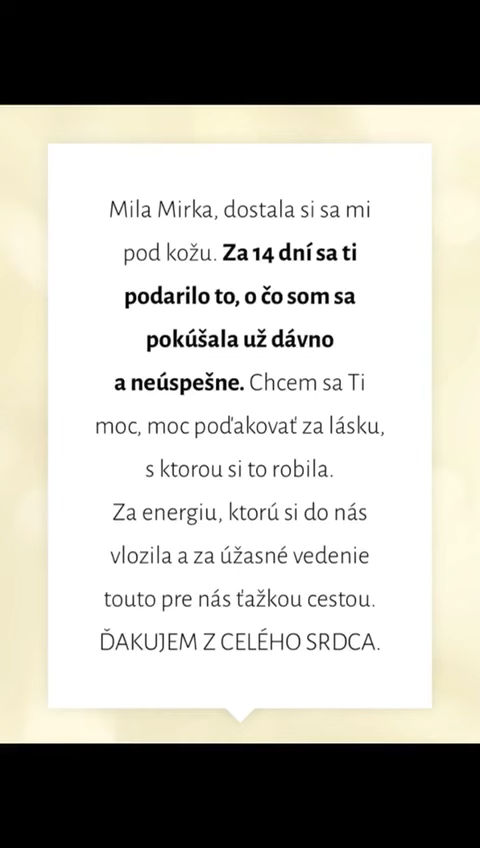 Mila Mirka, dostala si sa mi
pod kožu. Za 14 dní sa ti
podarilo to, o čo som sa
pokúšala už dávno
a neúspešne. Chcem sa Ti
moc, moc poďakovať za lásku,
s ktorou si to robila.
Za energiu, ktorú si do nás
vlozila a za úžasné vedenie
touto pre nás ťažkou cestou.
ĎAKUJEM Z CELÉHO SRDCA.